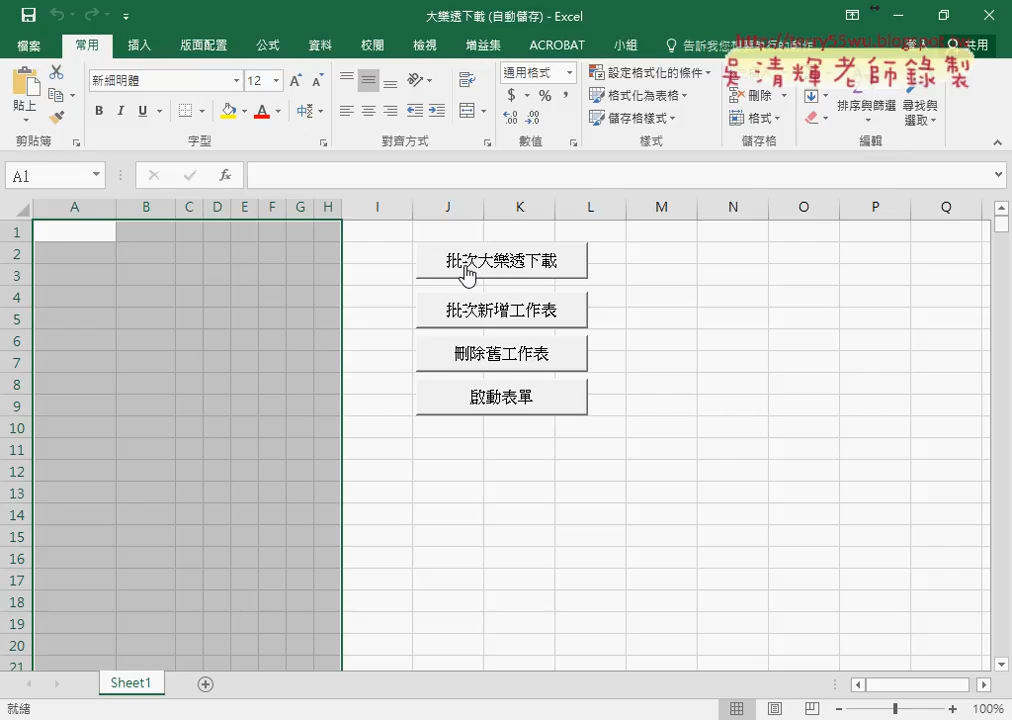 大樂透下載 (自動儲存) - Excel
檔案 常用 插入 版面配置 公式 資料 校閱 檢視 增益集 ACROBAT 小組 告訴我您 共用
http://terry55wu.blogspot.tw
吳清輝老師錄製
貼上 新細明體 12 通用格式 設定格式化的條件
B I U 中 $ % , 格式化為表格 刪除 排序與篩選 尋找與選取
儲存格樣式 格式
剪貼簿 字型 對齊方式 數值 樣式 儲存格 編輯
A1 fx
A B C D E F G H I J K L M N O P Q
1
2 批次大樂透下載
3
4 批次新增工作表
5
6
7 刪除舊工作表
8
9 啟動表單
10
11
12
13
14
15
16
17
18
19
20
21
Sheet1
就緒 100%